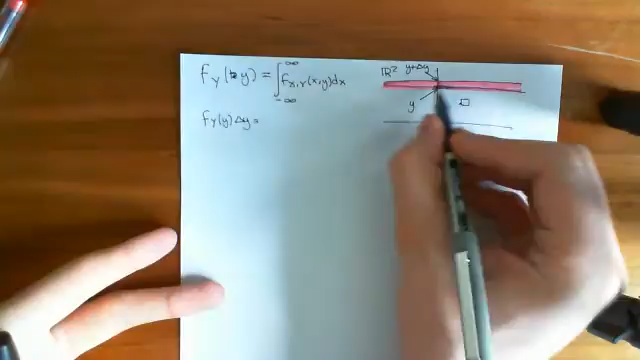 f_Y(y) = ∫_{-∞}^{∞} f_{X,Y}(x,y)dx
ℝ² y+Δy
y
f_Y(y)Δy =